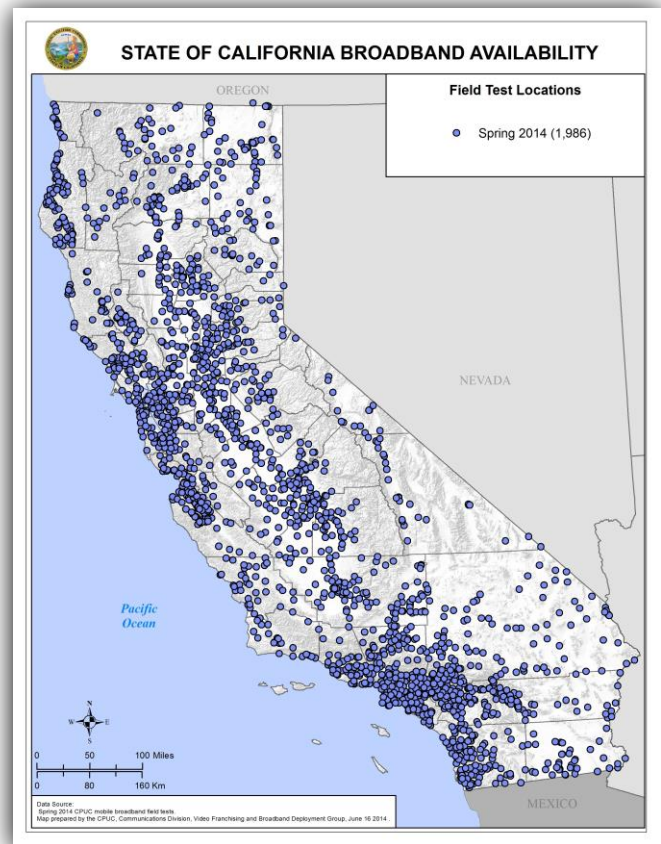 STATE OF CALIFORNIA BROADBAND AVAILABILITY
OREGON
Field Test Locations
Spring 2014 (1,986)
NEVADA
Pacific
Ocean
N
W E
S
0 50 100 Miles
0 80 160 Km
MEXICO
Data Source:
Spring 2014 CPUC mobile broadband field tests.
Map prepared by the CPUC, Communications Division, Video Franchising and Broadband Deployment Group, June 16 2014 .